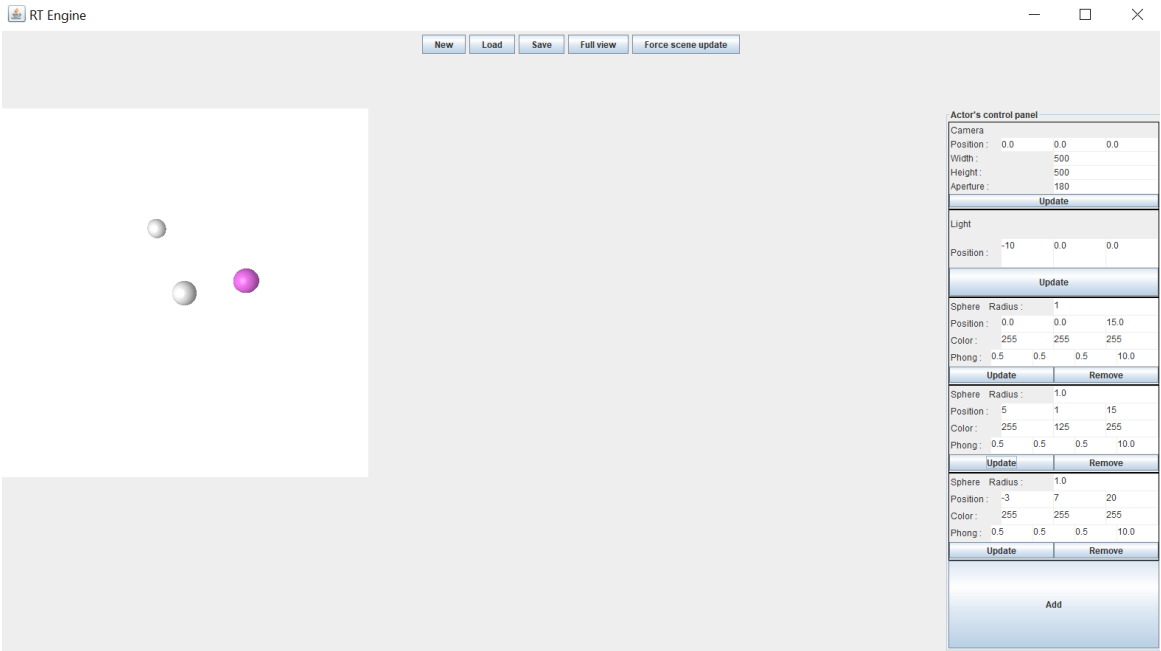 RT Engine
New Load Save Full view Force scene update
Actor's control panel
Camera
Position : 0.0 0.0 0.0
Width : 500
Height : 500
Aperture : 180
Update
Light
Position : -10 0.0 0.0
Update
Sphere Radius : 1
Position : 0.0 0.0 15.0
Color : 255 255 255
Phong : 0.5 0.5 0.5 10.0
Update Remove
Sphere Radius : 1.0
Position : 5 1 15
Color : 255 125 255
Phong : 0.5 0.5 0.5 10.0
Update Remove
Sphere Radius : 1.0
Position : -3 7 20
Color : 255 255 255
Phong : 0.5 0.5 0.5 10.0
Update Remove
Add